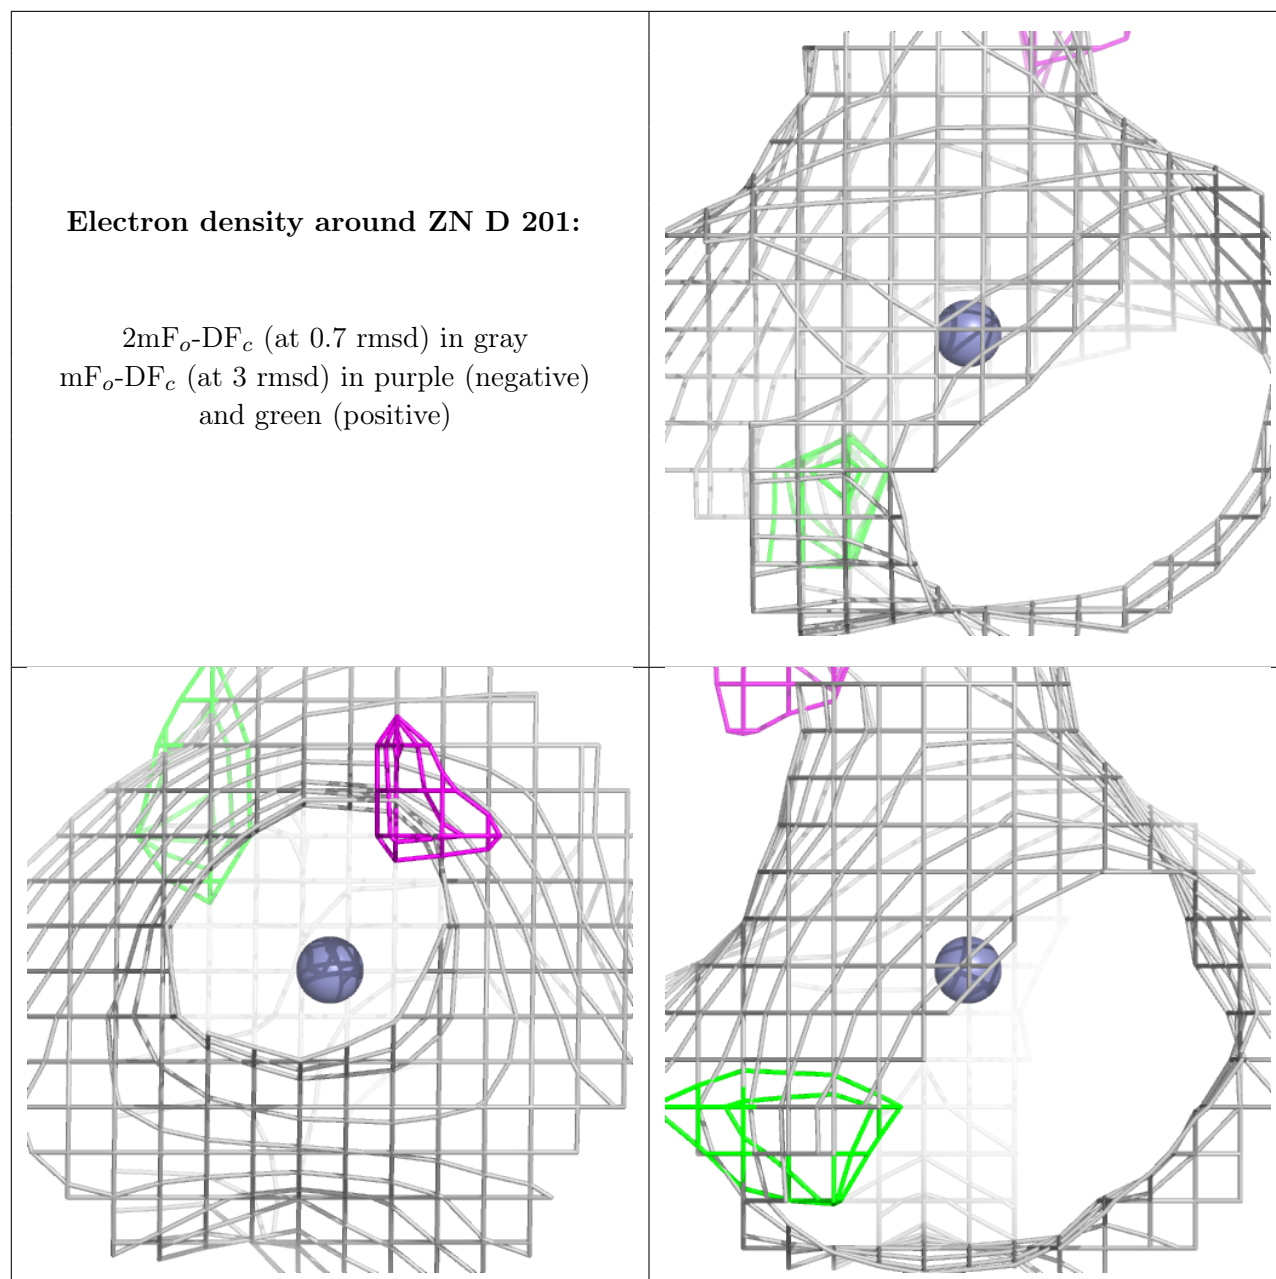 Electron density around ZN D 201:
2mFo-DFc (at 0.7 rmsd) in gray
mFo-DFc (at 3 rmsd) in purple (negative)
and green (positive)